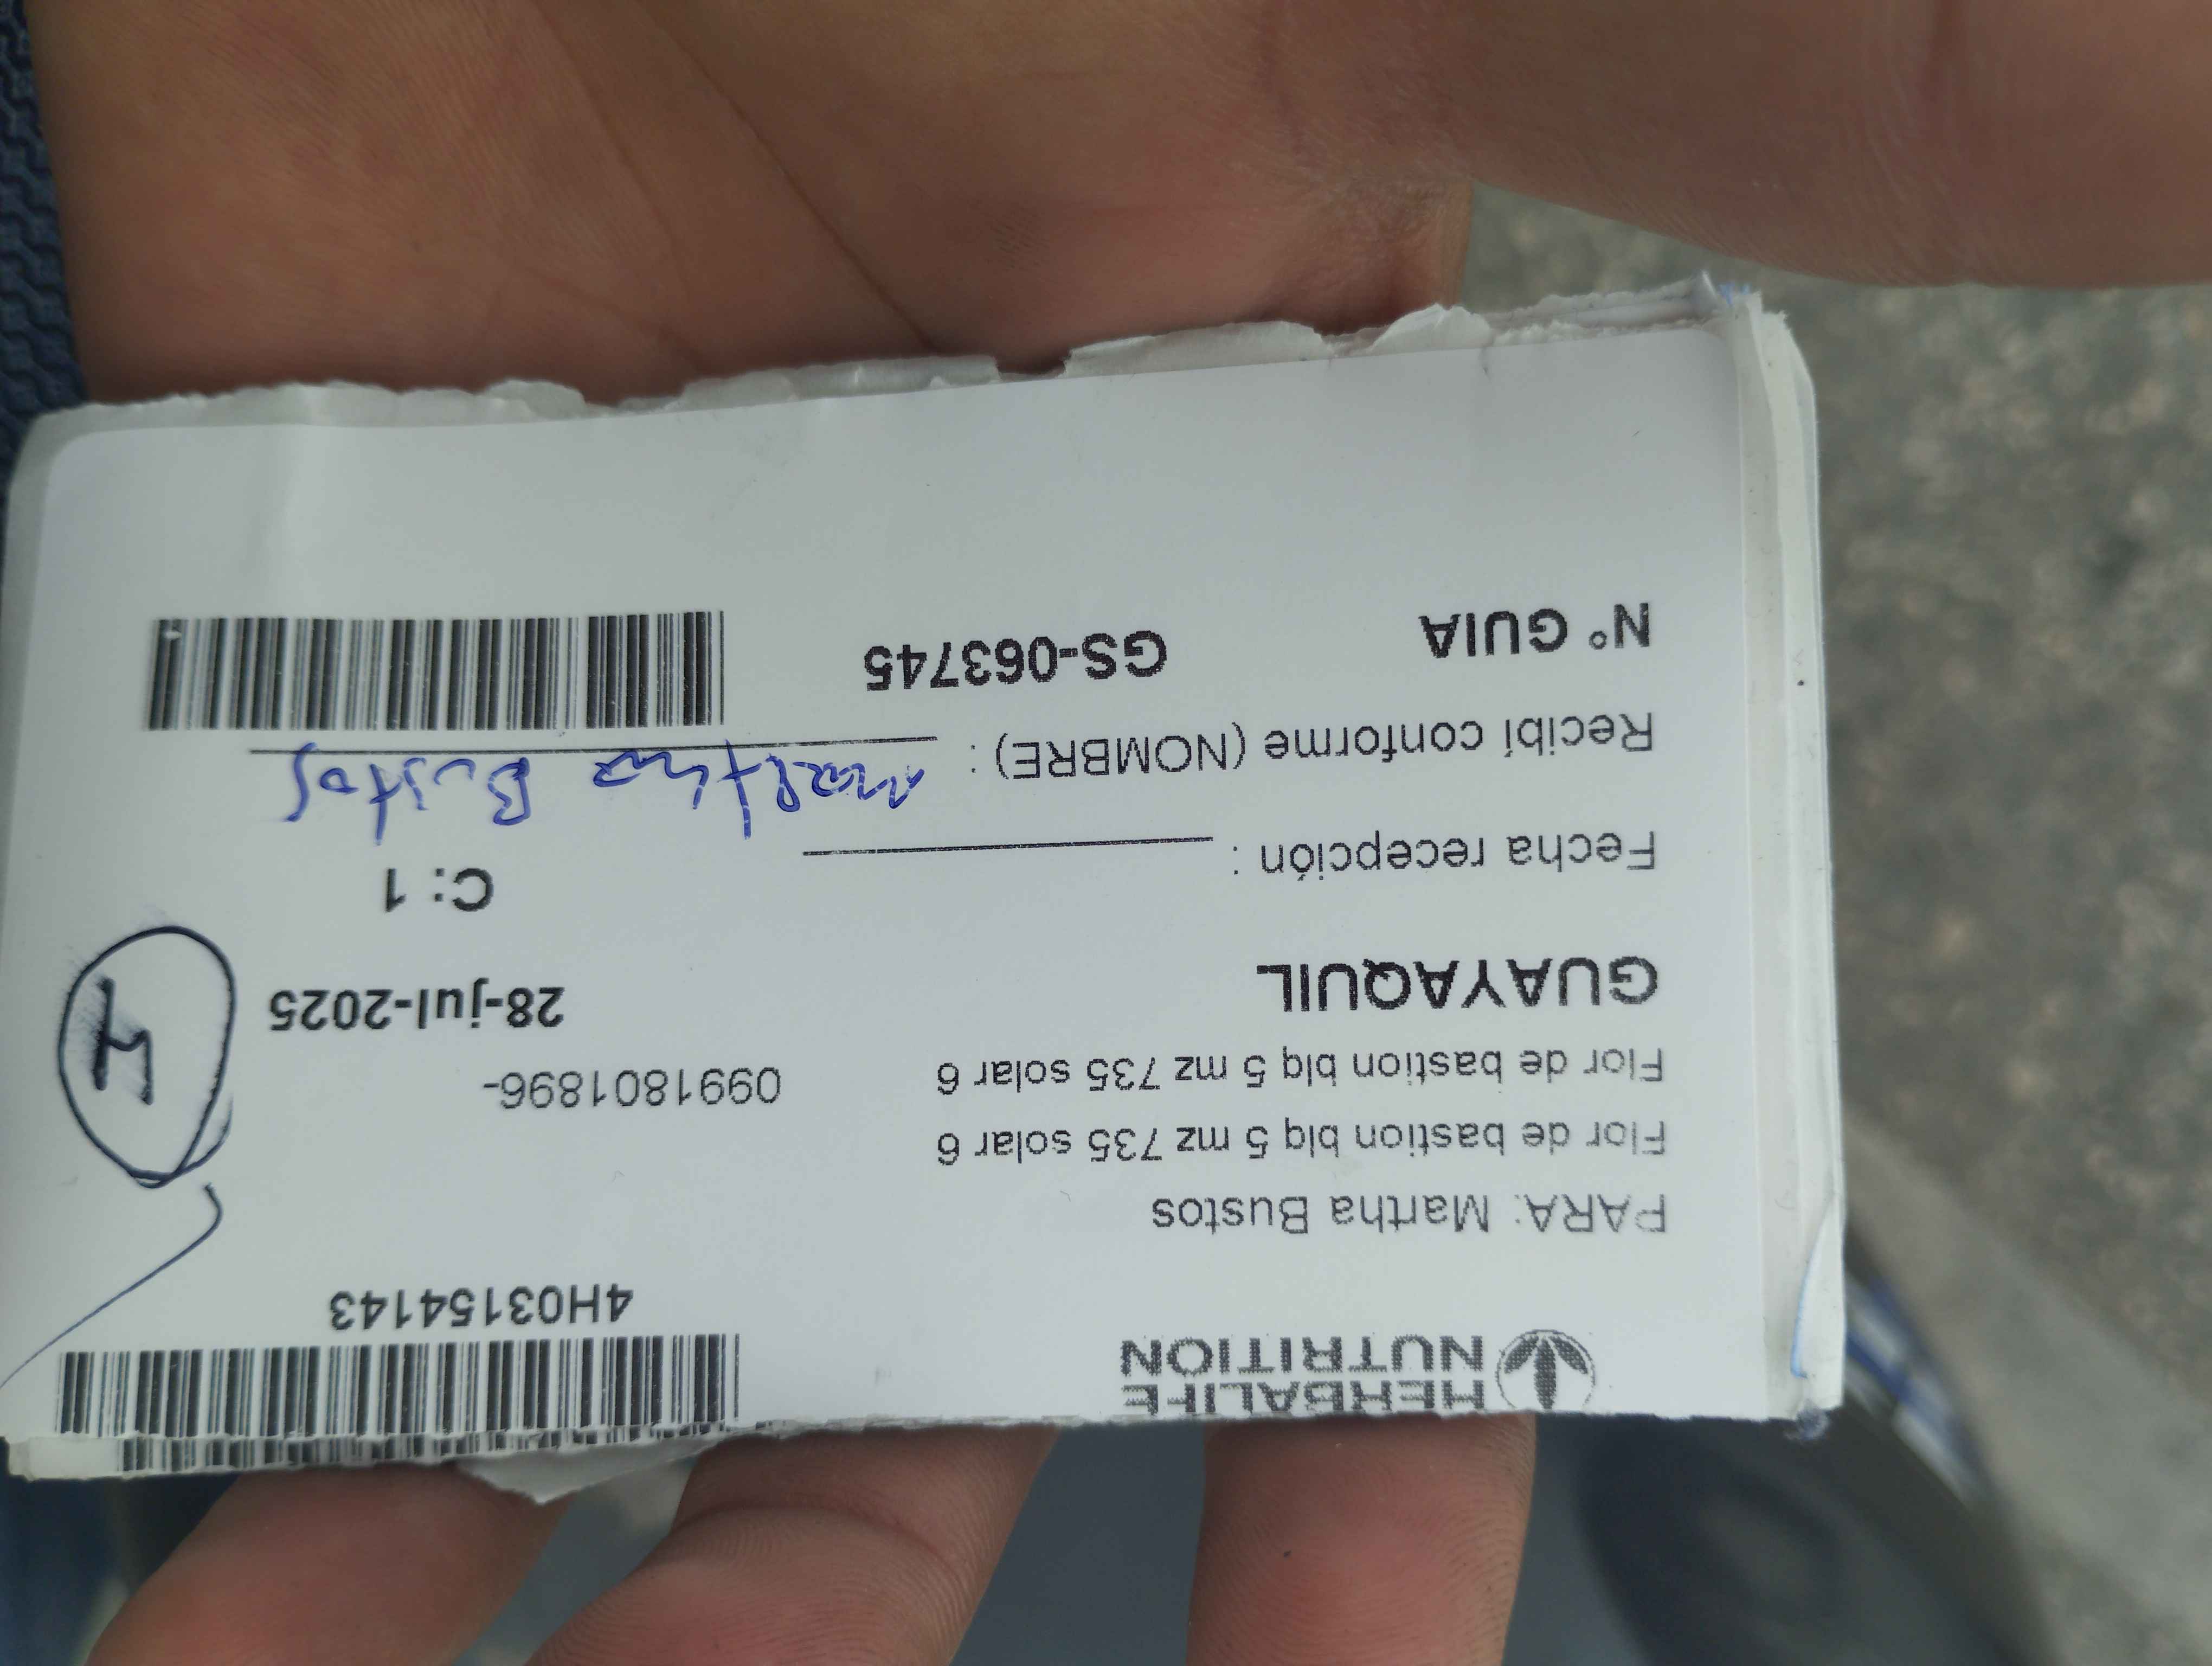 HERBALIFE
NUTRITION
4H03154143
PARA: Martha Bustos
Flor de bastion blq 5 mz 735 solar 6
Flor de bastion blq 5 mz 735 solar 6
0991801896-
GUAYAQUIL
28-jul-2025
4
Fecha recepción :
C: 1
Recibí conforme (NOMBRE) : Martha Bustos
N° GUIA GS-063745